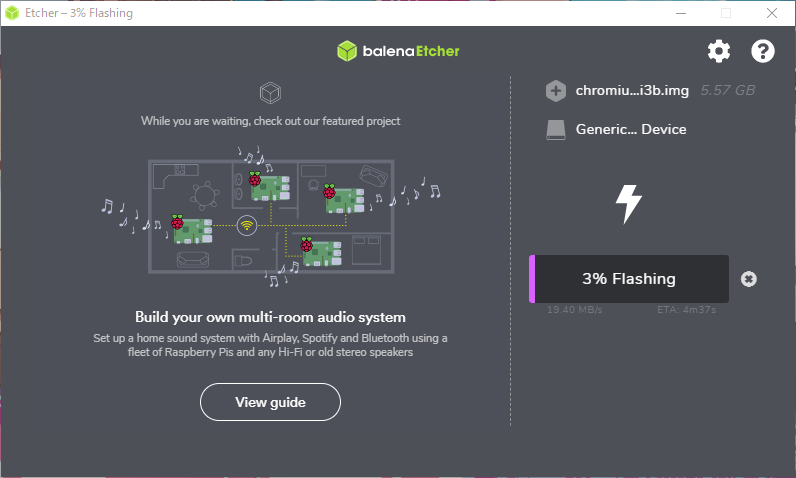 Etcher – 3% Flashing
balenaEtcher
While you are waiting, check out our featured project
Build your own multi-room audio system
Set up a home sound system with Airplay, Spotify and Bluetooth using a
fleet of Raspberry Pis and any Hi-Fi or old stereo speakers
View guide
chromiu...i3b.img 5.57 GB
Generic... Device
3% Flashing
19.40 MB/s ETA: 4m37s